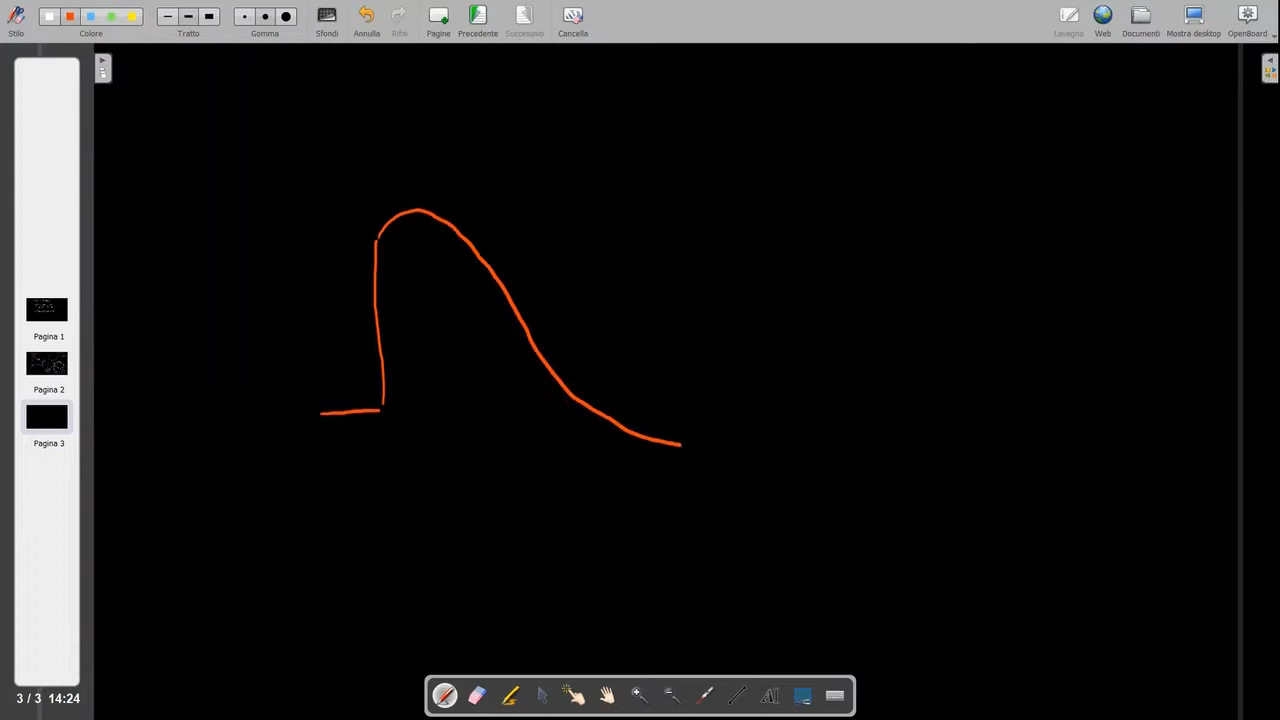 Stilo
Colore
Tratto
Gomma
Sfondi
Annulla
Rifai
Pagine
Precedente
Successivo
Cancella
Lavagna
Web
Documenti
Mostra desktop
OpenBoard
Pagina 1
Pagina 2
Pagina 3
3 / 3 14:24
AI